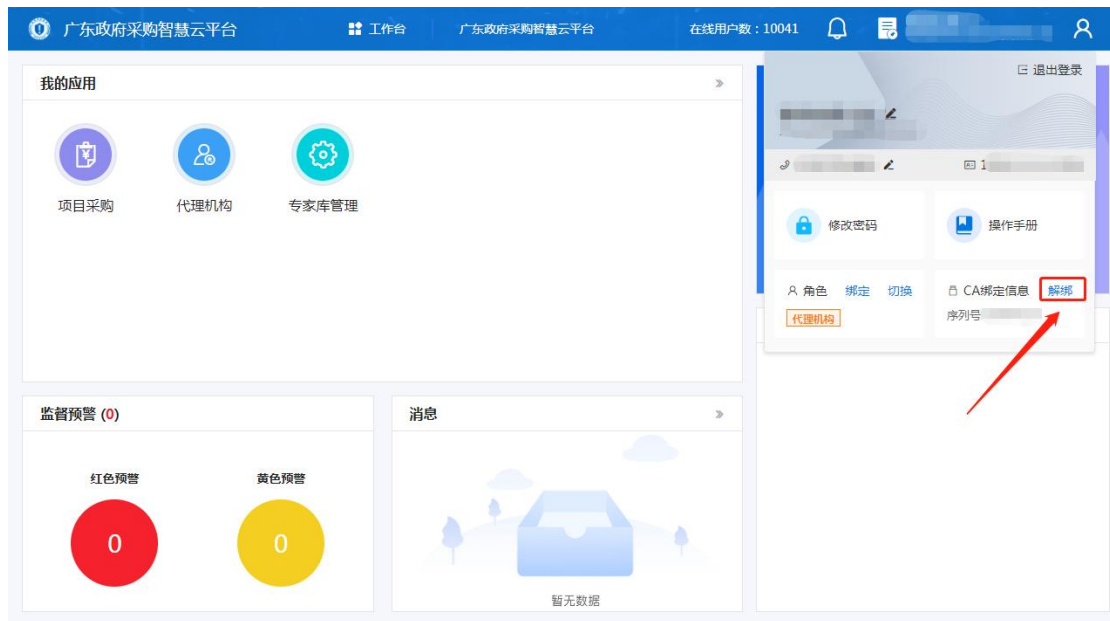 广东政府采购智慧云平台 工作台 广东政府采购智慧云平台 在线用户数：10041
退出登录
我的应用
1
项目采购 代理机构 专家库管理
修改密码 操作手册
角色 绑定 切换 CA绑定信息 解绑
代理机构 序列号
监督预警 (0) 消息
红色预警 黄色预警
0 0
暂无数据